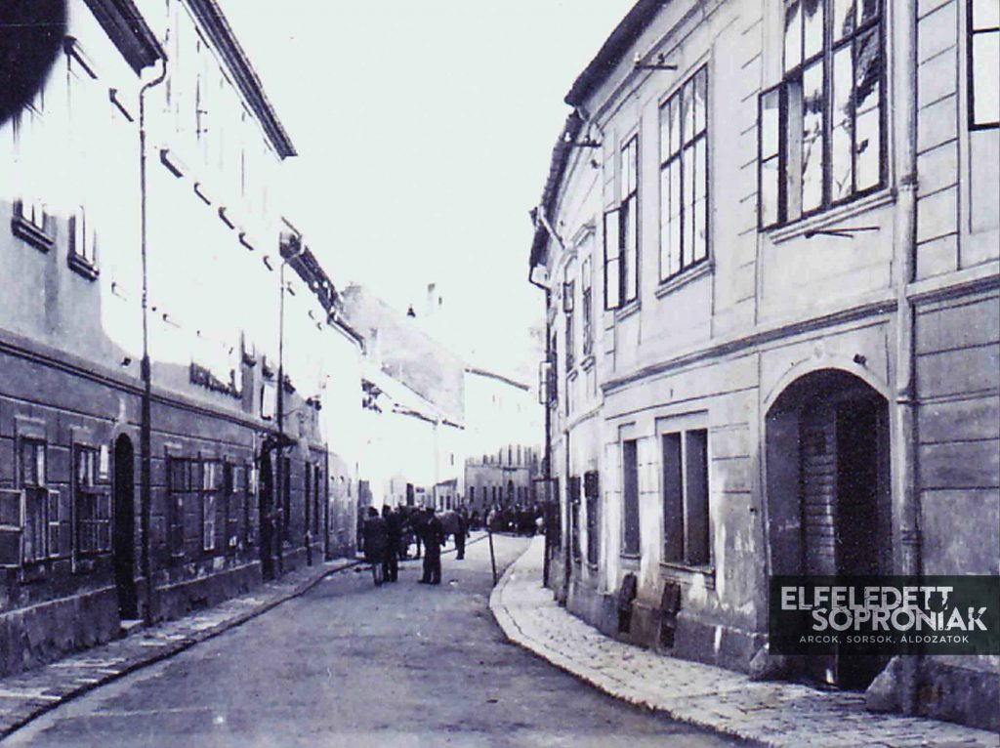 ELFELEDETT
SOPRONIAK
ARCOK, SORSOK, ÁLDOZATOK